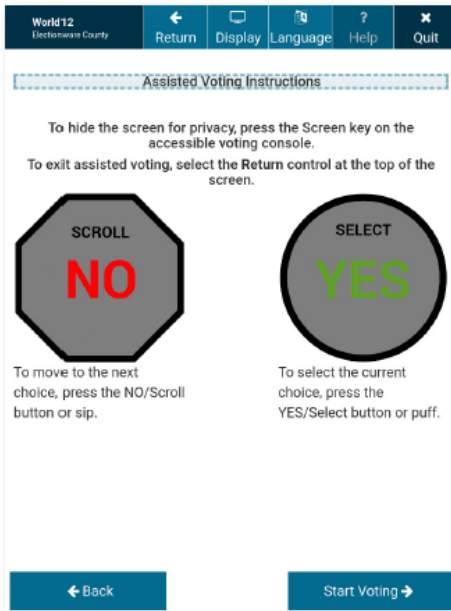 World12
Electionware County
Return
Display
Language
Help
Quit
Assisted Voting Instructions
To hide the screen for privacy, press the Screen key on the
accessible voting console.
To exit assisted voting, select the Return control at the top of the
screen.
SCROLL
NO
To move to the next
choice, press the NO/Scroll
button or sip.
SELECT
YES
To select the current
choice, press the
YES/Select button or puff.
Back
Start Voting